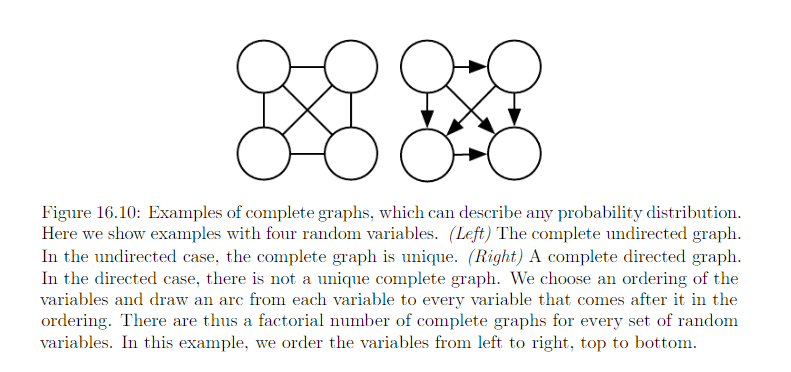 Figure 16.10: Examples of complete graphs, which can describe any probability distribution.
Here we show examples with four random variables. (Left) The complete undirected graph.
In the undirected case, the complete graph is unique. (Right) A complete directed graph.
In the directed case, there is not a unique complete graph. We choose an ordering of the
variables and draw an arc from each variable to every variable that comes after it in the
ordering. There are thus a factorial number of complete graphs for every set of random
variables. In this example, we order the variables from left to right, top to bottom.